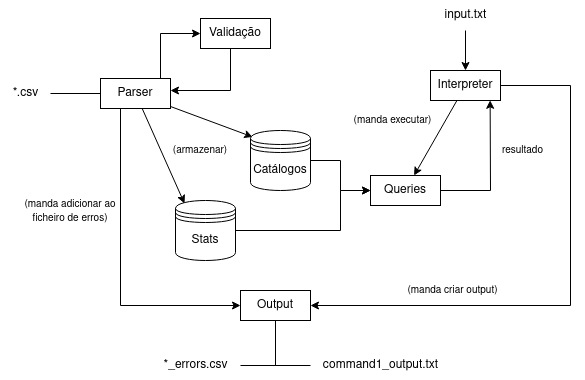 input.txt
Validação
*.csv
Parser
Interpreter
(manda executar)
(armazenar)
resultado
Catálogos
Queries
(manda adicionar ao
ficheiro de erros)
Stats
(manda criar output)
Output
*_errors.csv
command1_output.txt